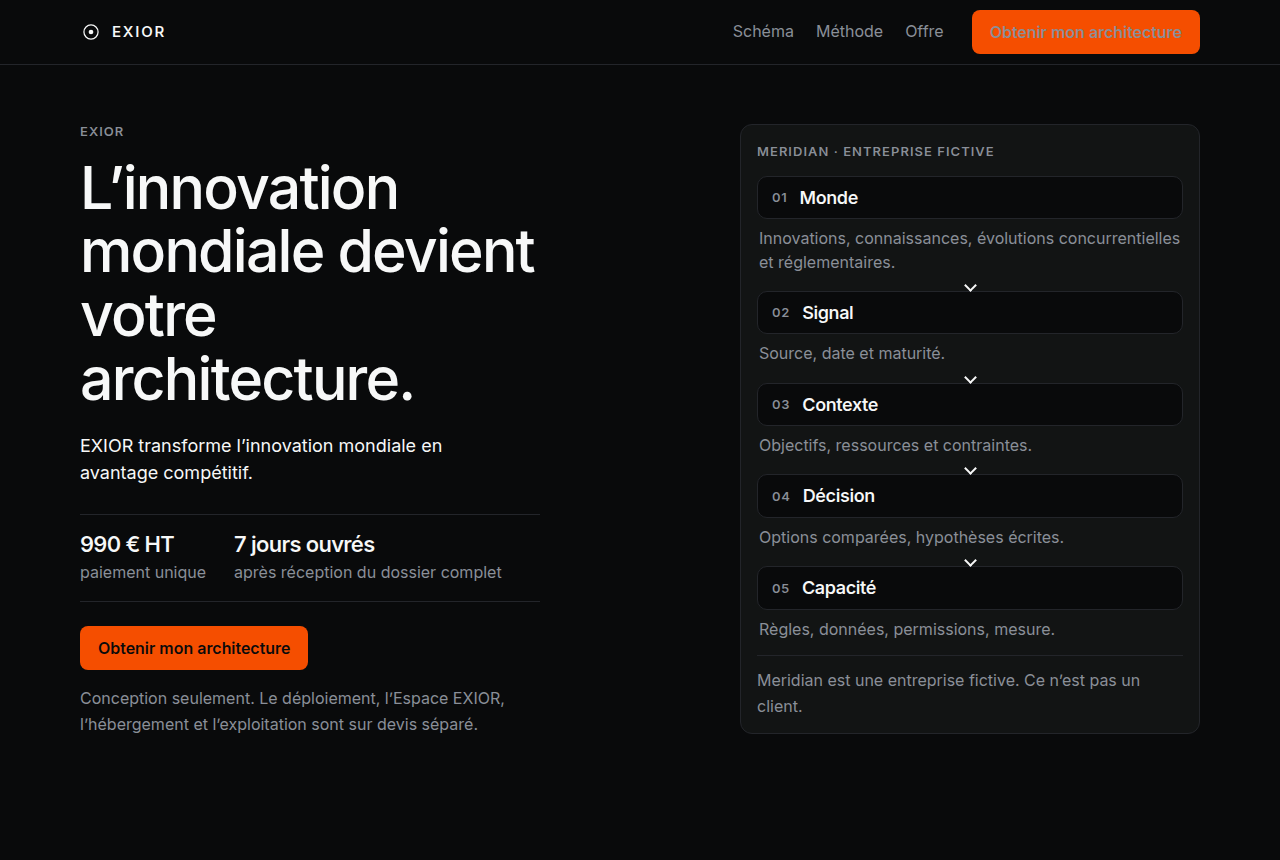 EXIOR
Schéma
Méthode
Offre
Obtenir mon architecture
EXIOR
L’innovation
mondiale devient
votre
architecture.
EXIOR transforme l’innovation mondiale en
avantage compétitif.
990 € HT
paiement unique
7 jours ouvrés
après réception du dossier complet
Obtenir mon architecture
Conception seulement. Le déploiement, l’Espace EXIOR,
l’hébergement et l’exploitation sont sur devis séparé.
MERIDIAN · ENTREPRISE FICTIVE
01 Monde
Innovations, connaissances, évolutions concurrentielles
et réglementaires.
02 Signal
Source, date et maturité.
03 Contexte
Objectifs, ressources et contraintes.
04 Décision
Options comparées, hypothèses écrites.
05 Capacité
Règles, données, permissions, mesure.
Meridian est une entreprise fictive. Ce n’est pas un
client.